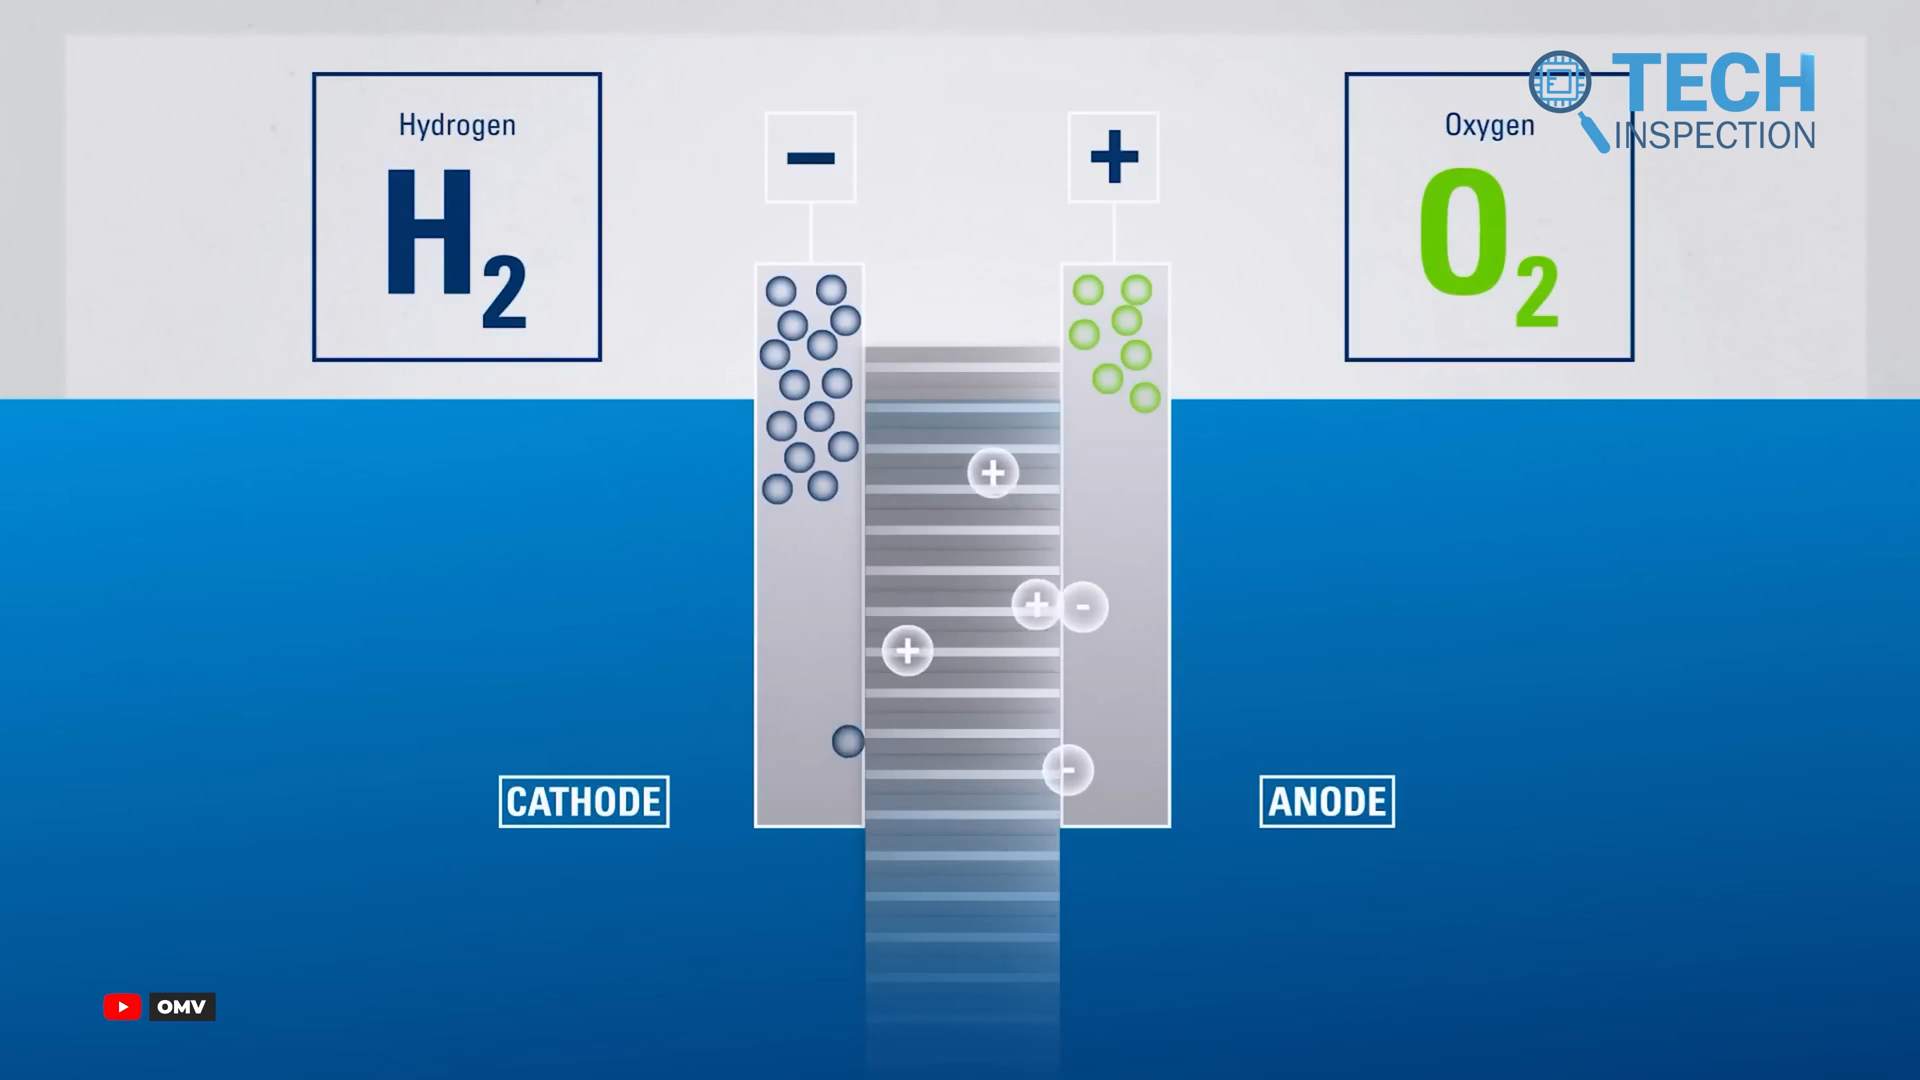 Hydrogen
H2
−
+
Oxygen
O2
TECH
INSPECTION
+
+ -
+
-
CATHODE
ANODE
OMV